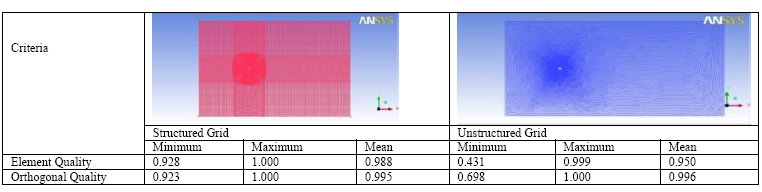 ANSYS ANSYS
Criteria
Structured Grid Unstructured Grid
Minimum Maximum Mean Minimum Maximum Mean
Element Quality 0.928 1.000 0.988 0.431 0.999 0.950
Orthogonal Quality 0.923 1.000 0.995 0.698 1.000 0.996